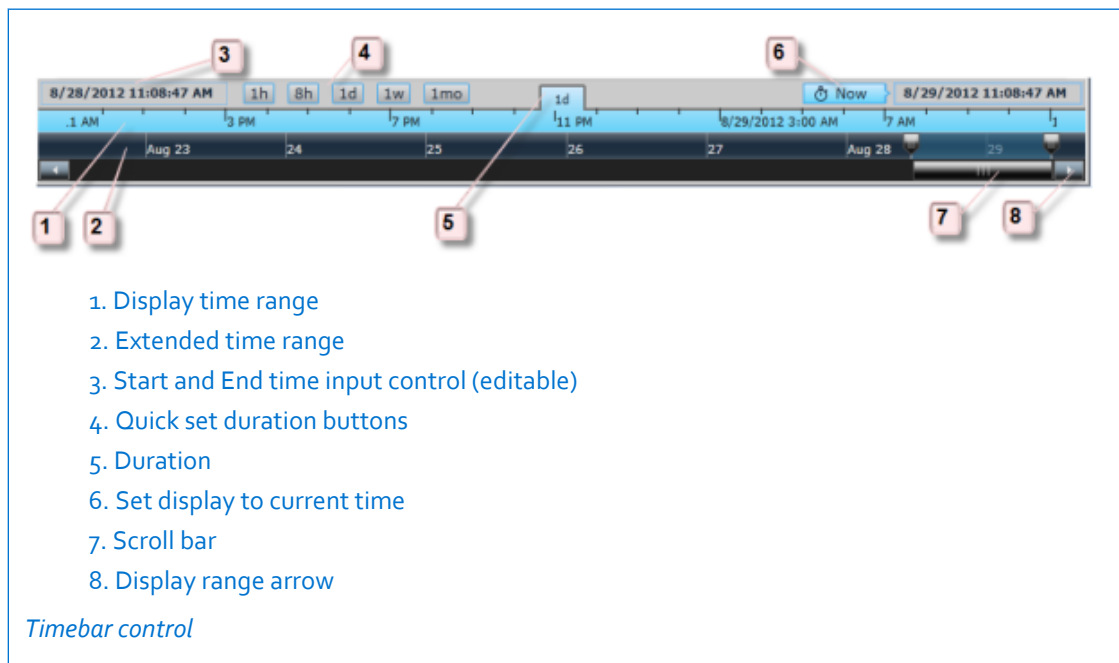 3 4 6
8/28/2012 11:08:47 AM 1h 8h 1d 1w 1mo 1d Now 8/29/2012 11:08:47 AM
.1 AM 3 PM 7 PM 11 PM 8/29/2012 3:00 AM 7 AM 1
Aug 23 24 25 26 27 Aug 28 29
1 2 5 7 8
1. Display time range
2. Extended time range
3. Start and End time input control (editable)
4. Quick set duration buttons
5. Duration
6. Set display to current time
7. Scroll bar
8. Display range arrow
Timebar control